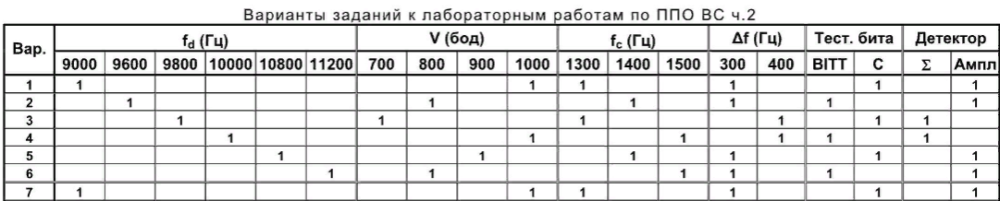 Варианты заданий к лабораторным работам по ППО ВС ч.2
Вар. f_d (Гц) V (бод) f_c (Гц) Δf (Гц) Тест. бита Детектор
9000 9600 9800 10000 10800 11200 700 800 900 1000 1300 1400 1500 300 400 BITT C Σ Ампл
1 1 1 1 1 1 1
2 1 1 1 1 1 1
3 1 1 1 1 1 1
4 1 1 1 1 1 1
5 1 1 1 1 1 1
6 1 1 1 1 1 1
7 1 1 1 1 1 1